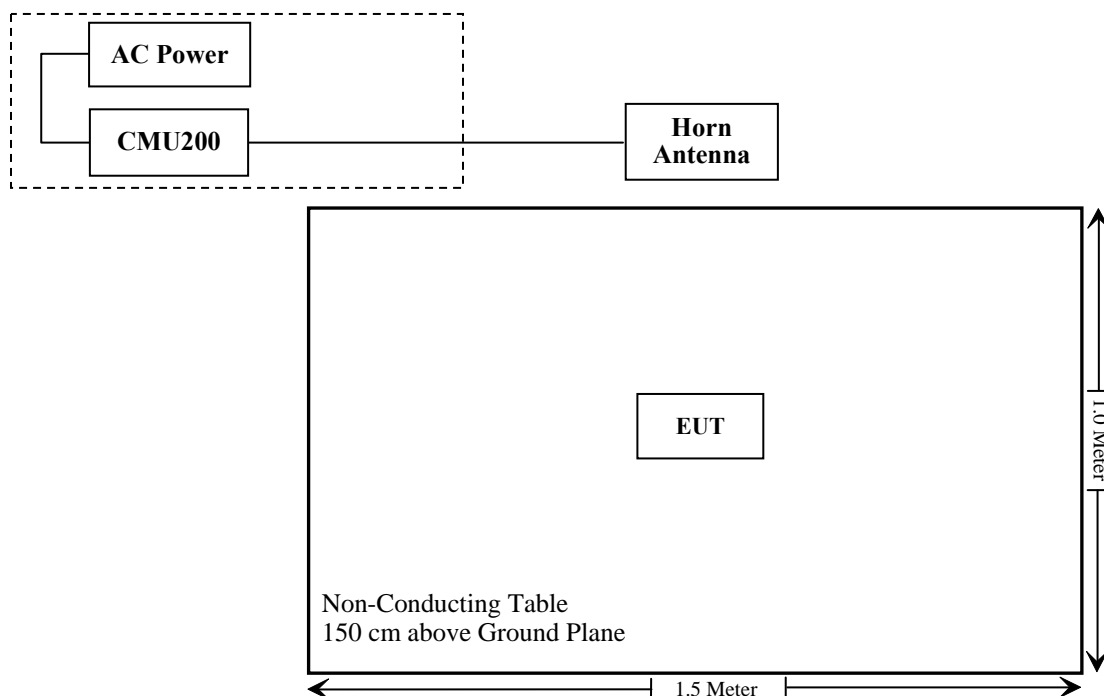 AC Power
CMU200
Horn
Antenna
EUT
1.0 Meter
Non-Conducting Table
150 cm above Ground Plane
1.5 Meter